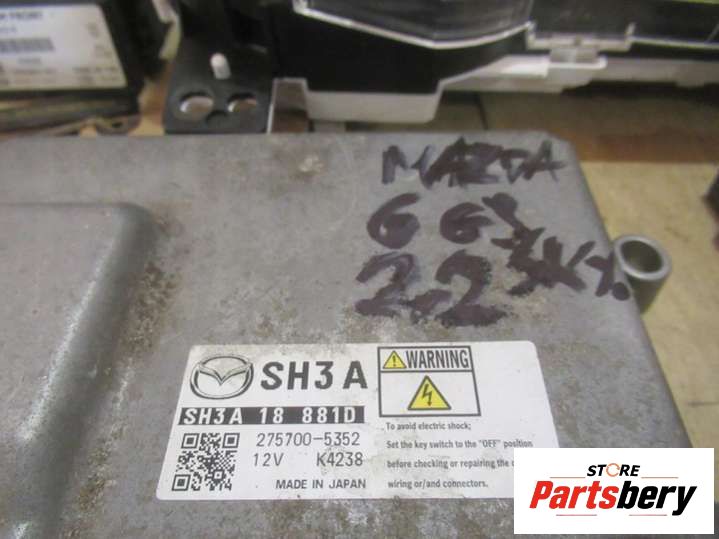 MAZDA
2.2
SH3A
SH3A 18 881D
275700-5352
12V K4238
MADE IN JAPAN
WARNING
To avoid electric shock;
Set the key switch to the "OFF" position
before checking or repairing the
wiring or/and connectors.
STORE
Partsbery